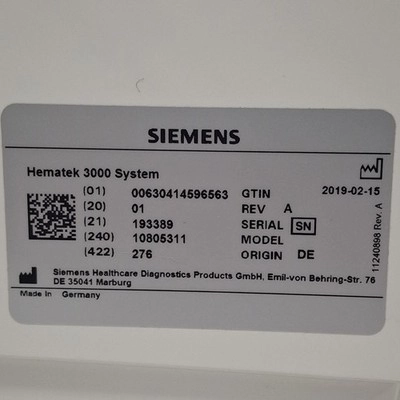 SIEMENS
Hematek 3000 System
(01) 00630414596563 GTIN 2019-02-15
(20) 01 REV A
(21) 193389 SERIAL SN
(240) 10805311 MODEL
(422) 276 ORIGIN DE
Siemens Healthcare Diagnostics Products GmbH, Emil-von Behring-Str. 76
DE 35041 Marburg
Made in Germany
11240898 Rev. A